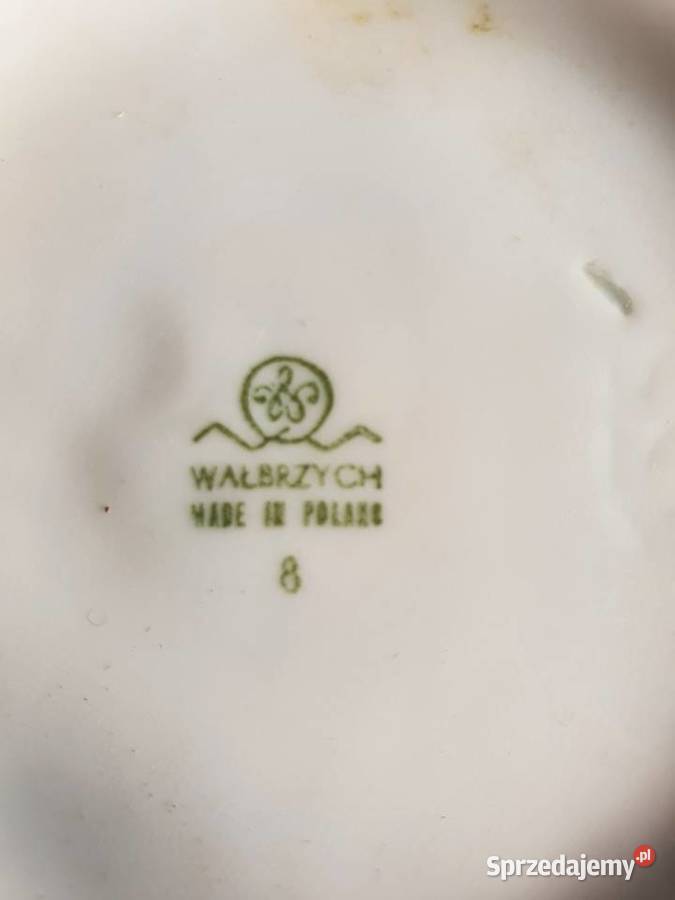 WAŁBRZYCH
MADE IN POLAND
8
Sprzedajemy.pl